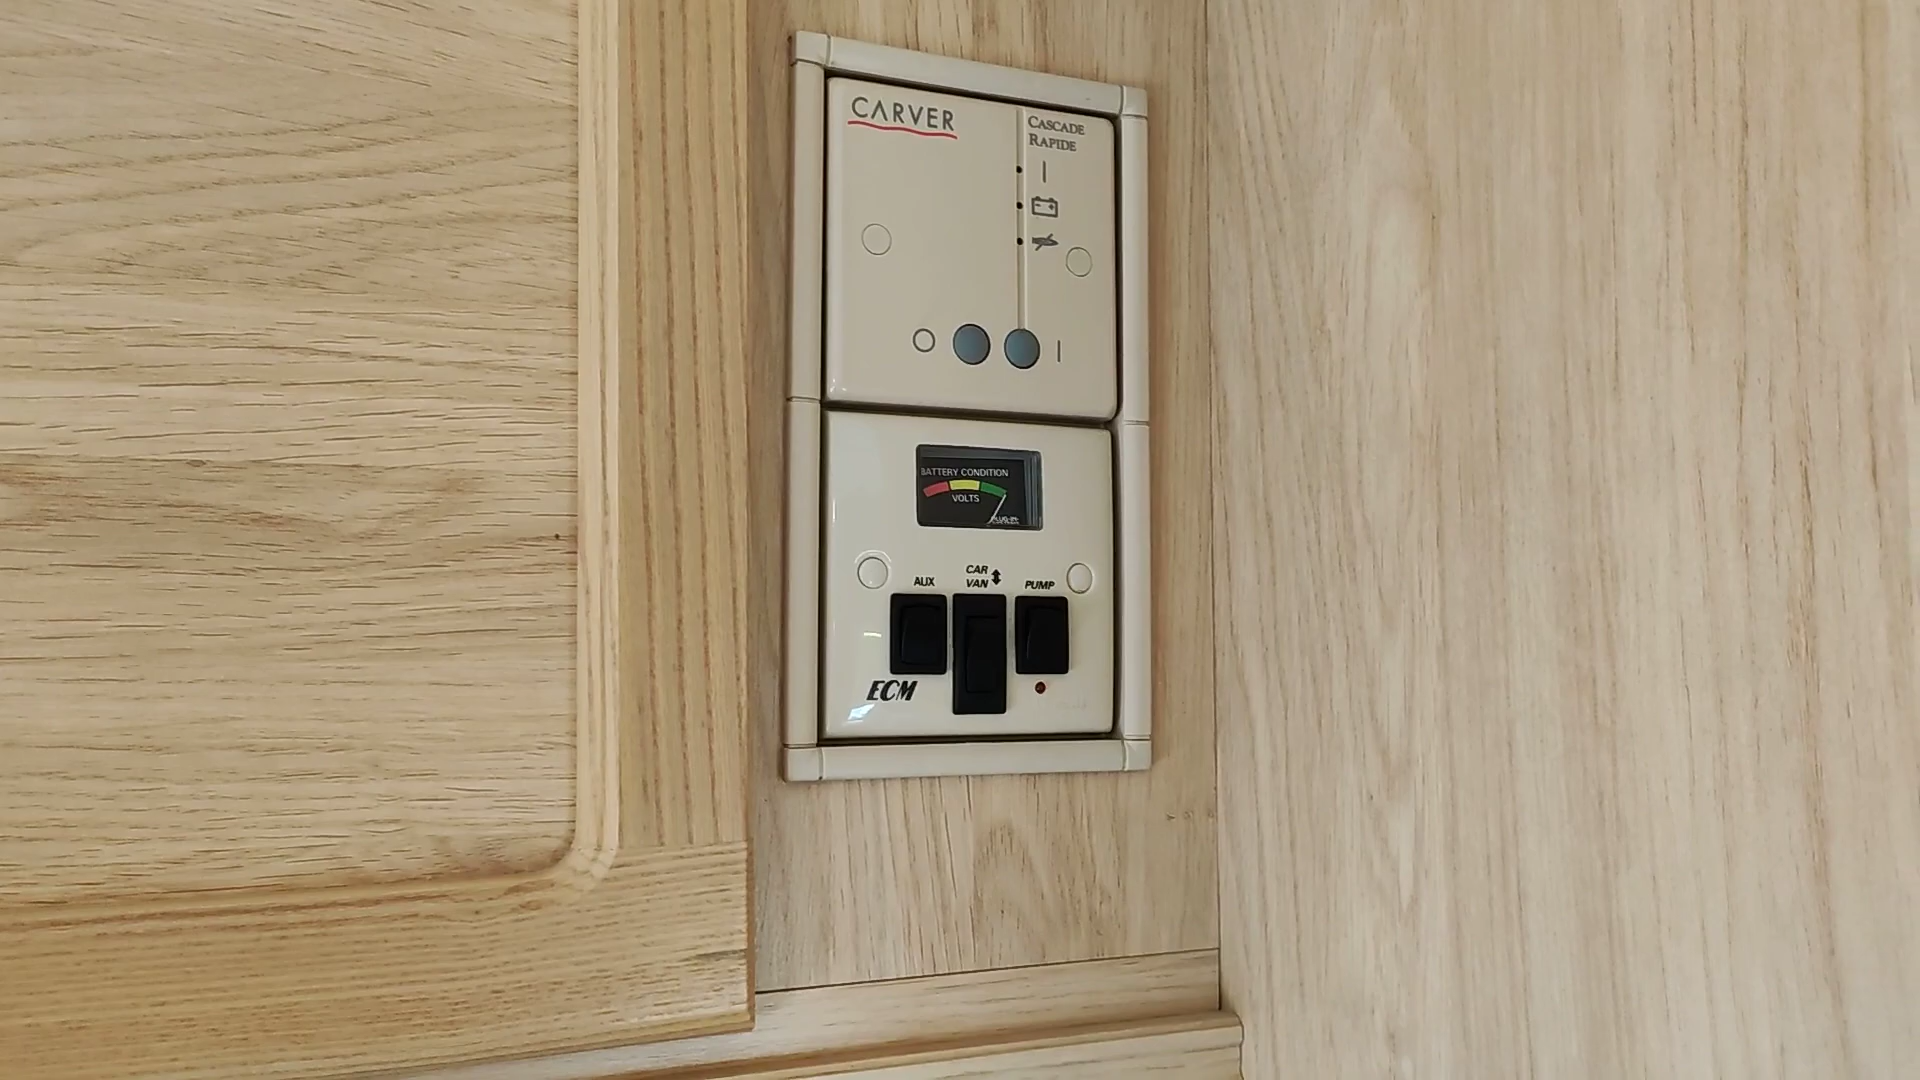 CARVER
CASCADE
RAPIDE
BATTERY CONDITION
VOLTS
AUX
CAR
VAN
PUMP
ECM